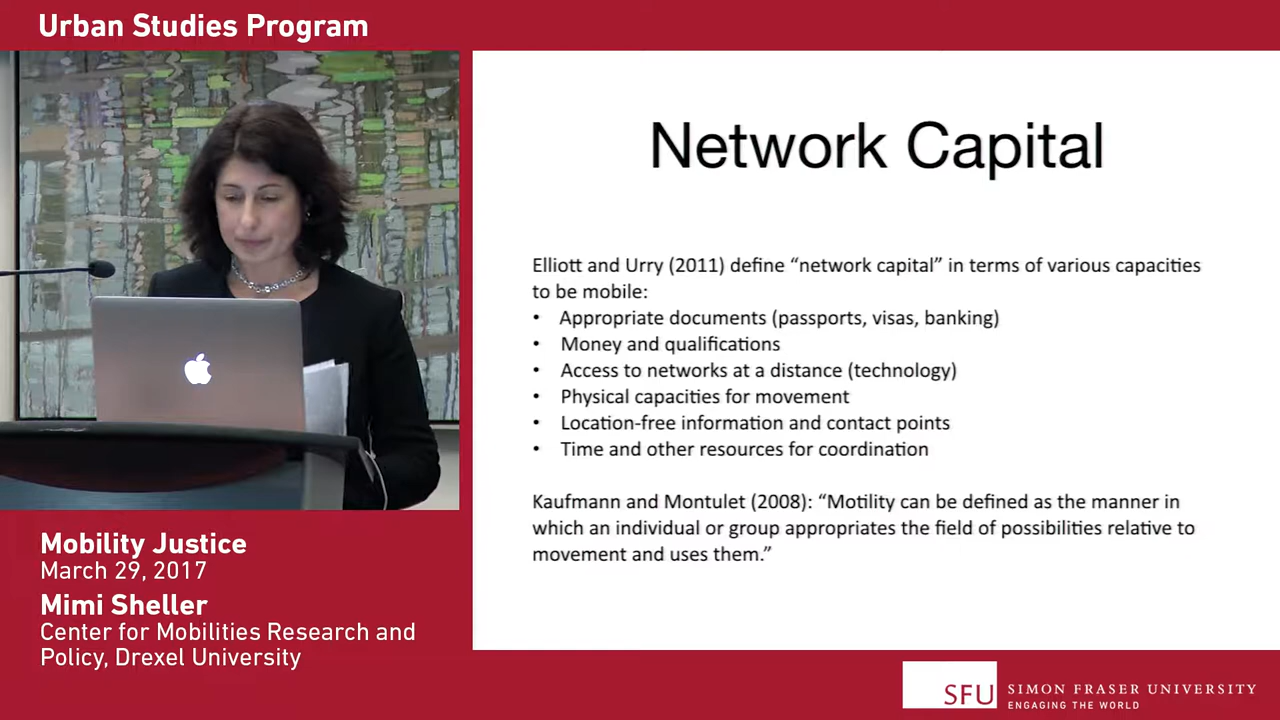 Urban Studies Program
Network Capital
Elliott and Urry (2011) define “network capital” in terms of various capacities
to be mobile:
• Appropriate documents (passports, visas, banking)
• Money and qualifications
• Access to networks at a distance (technology)
• Physical capacities for movement
• Location-free information and contact points
• Time and other resources for coordination
Kaufmann and Montulet (2008): “Motility can be defined as the manner in
which an individual or group appropriates the field of possibilities relative to
movement and uses them.”
Mobility Justice
March 29, 2017
Mimi Sheller
Center for Mobilities Research and
Policy, Drexel University
SFU
SIMON FRASER UNIVERSITY
ENGAGING THE WORLD